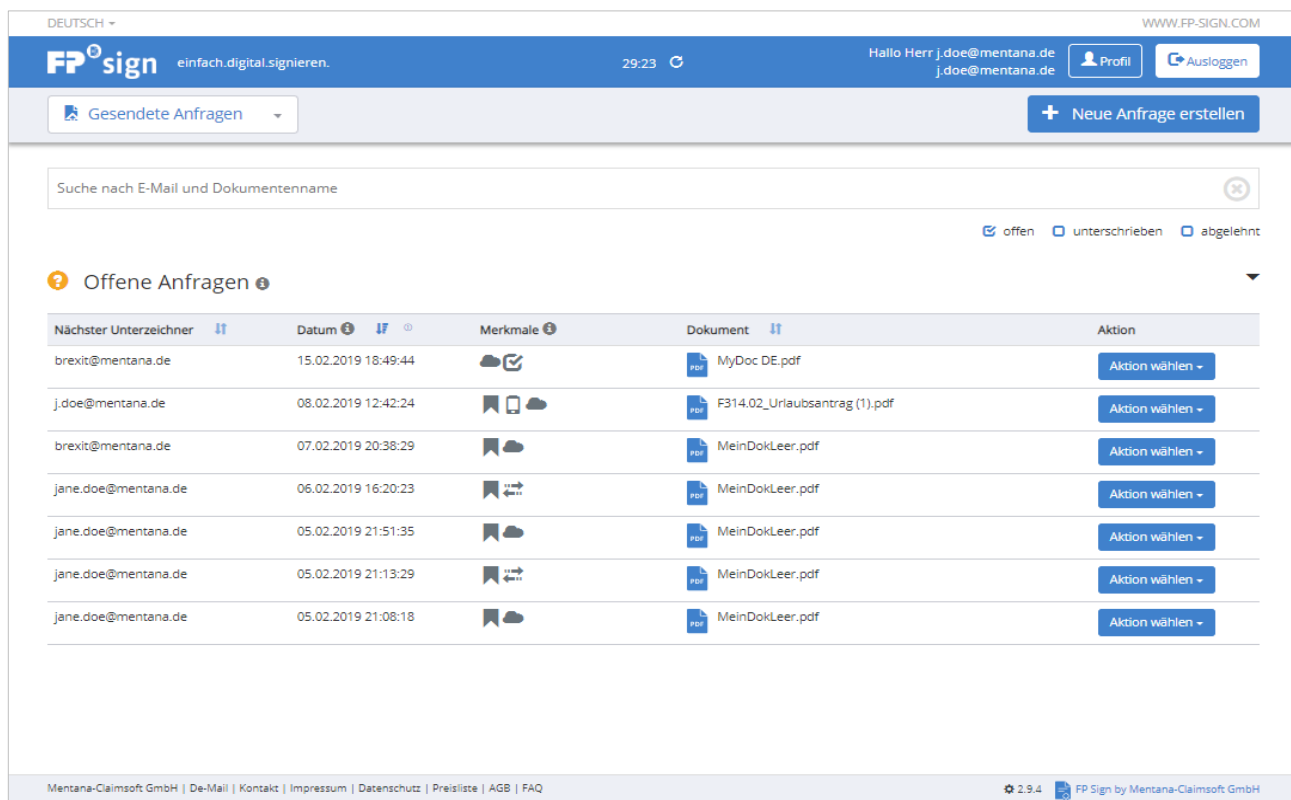 DEUTSCH WWW.FP-SIGN.COM
FP sign einfach.digital.signieren. 29:23 Hallo Herr j.doe@mentana.de Profil Ausloggen
j.doe@mentana.de
Gesendete Anfragen Neue Anfrage erstellen
Suche nach E-Mail und Dokumentenname
offen unterschrieben abgelehnt
Offene Anfragen
Nächster Unterzeichner Datum Merkmale Dokument Aktion
brexit@mentana.de 15.02.2019 18:49:44 PDF MyDoc DE.pdf Aktion wählen
j.doe@mentana.de 08.02.2019 12:42:24 PDF F314.02_Urlaubsantrag (1).pdf Aktion wählen
brexit@mentana.de 07.02.2019 20:38:29 PDF MeinDokLeer.pdf Aktion wählen
jane.doe@mentana.de 06.02.2019 16:20:23 PDF MeinDokLeer.pdf Aktion wählen
jane.doe@mentana.de 05.02.2019 21:51:35 PDF MeinDokLeer.pdf Aktion wählen
jane.doe@mentana.de 05.02.2019 21:13:29 PDF MeinDokLeer.pdf Aktion wählen
jane.doe@mentana.de 05.02.2019 21:08:18 PDF MeinDokLeer.pdf Aktion wählen
Mentana-Claimsoft GmbH | De-Mail | Kontakt | Impressum | Datenschutz | Preisliste | AGB | FAQ 2.9.4 FP Sign by Mentana-Claimsoft GmbH